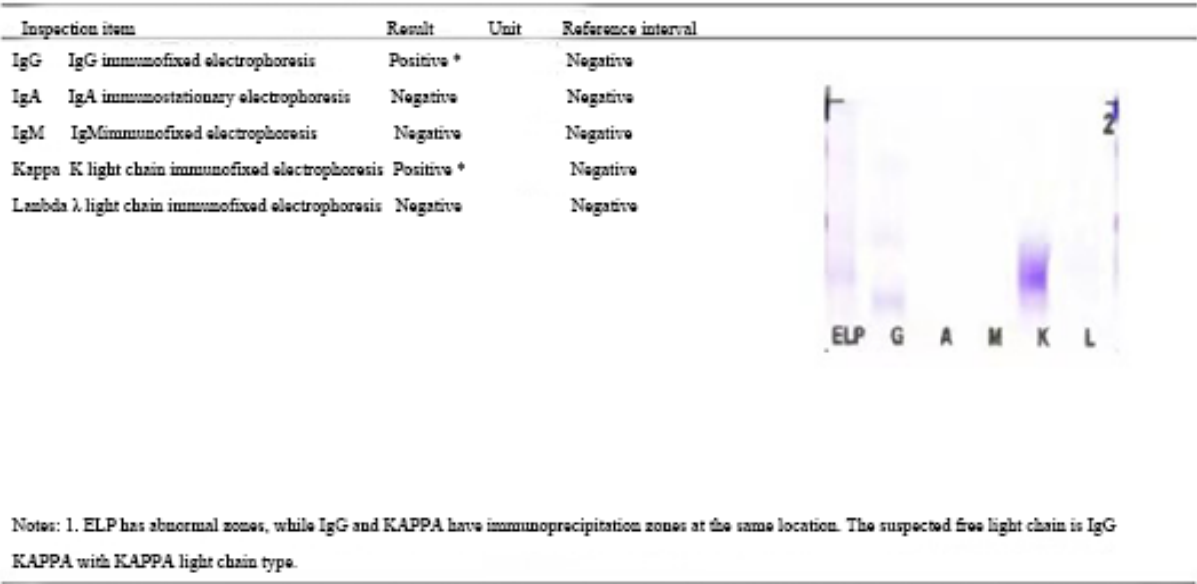 Inspection item Result Unit Reference interval
IgG IgG immunofixed electrophoresis Positive * Negative
IgA IgA immunostationary electrophoresis Negative Negative
IgM IgMimmunofixed electrophoresis Negative Negative
Kappa K light chain immunofixed electrophoresis Positive * Negative
Lanbda λ light chain immunofixed electrophoresis Negative Negative
2
ELP G A M K L
Notes: 1. ELP has abnormal zones, while IgG and KAPPA have immunoprecipitation zones at the same location. The suspected free light chain is IgG
KAPPA with KAPPA light chain type.